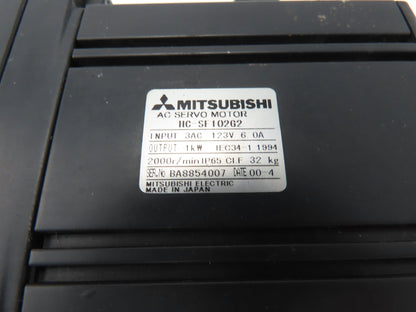 MITSUBISHI
AC SERVO MOTOR
HC-SF102G2
INPUT 3AC 123V 6.0A
OUTPUT 1kW IEC34-1 1994
2000r/min IP65 Cl.F 32 kg
SER.No. BA8854007 DATE 00-4
MITSUBISHI ELECTRIC
MADE IN JAPAN